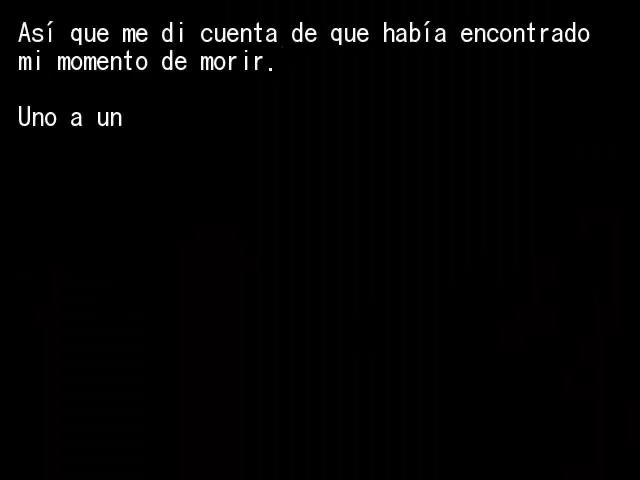 Así que me di cuenta de que había encontrado
mi momento de morir.
Uno a un